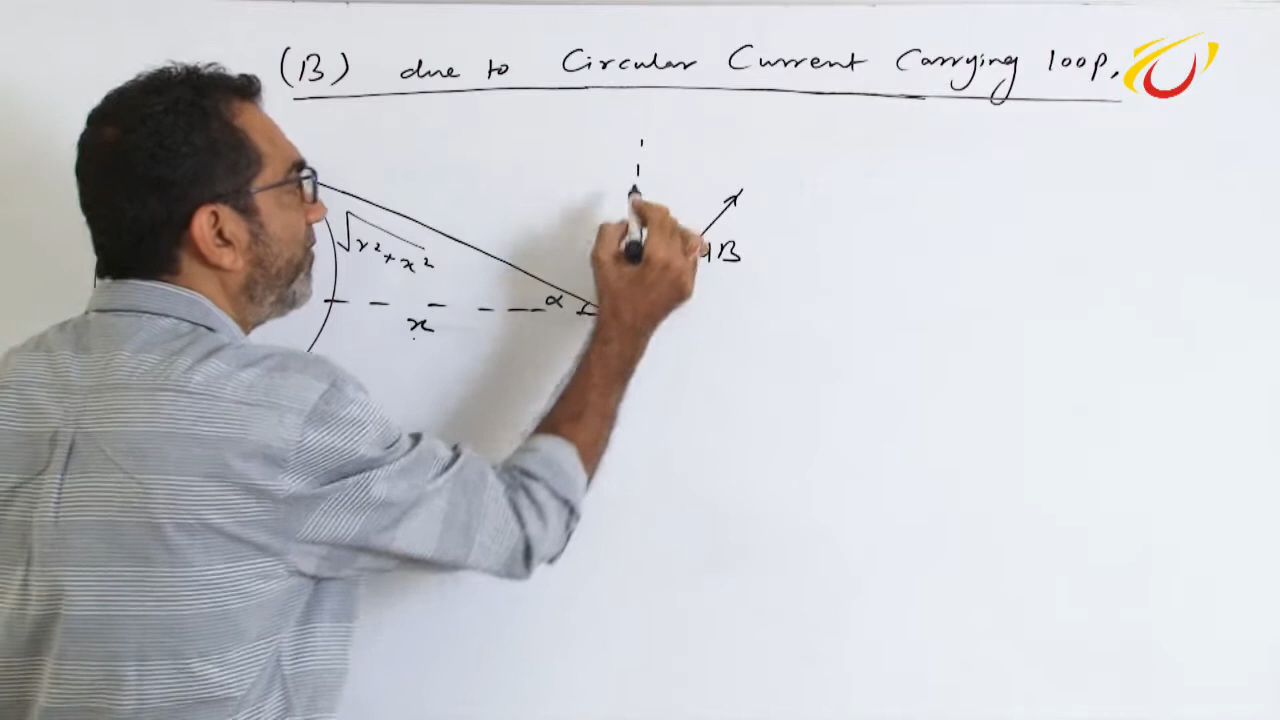 (B) due to Circular Current Carrying loop,
√r²+x²
dB
α
x